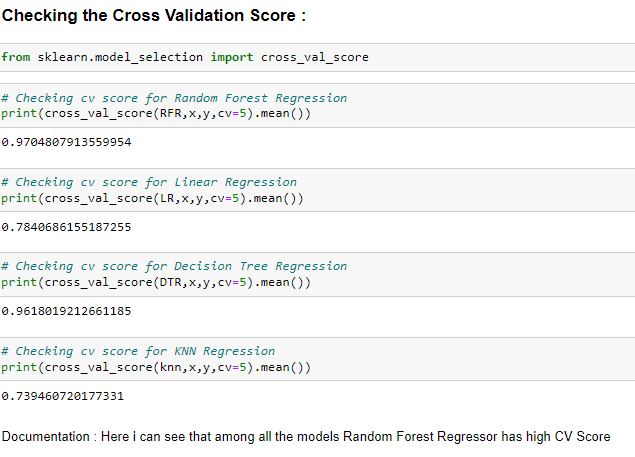 Checking the Cross Validation Score :
from sklearn.model_selection import cross_val_score
# Checking cv score for Random Forest Regression
print(cross_val_score(RFR,x,y,cv=5).mean())
0.9704807913559954
# Checking cv score for Linear Regression
print(cross_val_score(LR,x,y,cv=5).mean())
0.7840686155187255
# Checking cv score for Decision Tree Regression
print(cross_val_score(DTR,x,y,cv=5).mean())
0.9618019212661185
# Checking cv score for KNN Regression
print(cross_val_score(knn,x,y,cv=5).mean())
0.739460720177331
Documentation : Here i can see that among all the models Random Forest Regressor has high CV Score